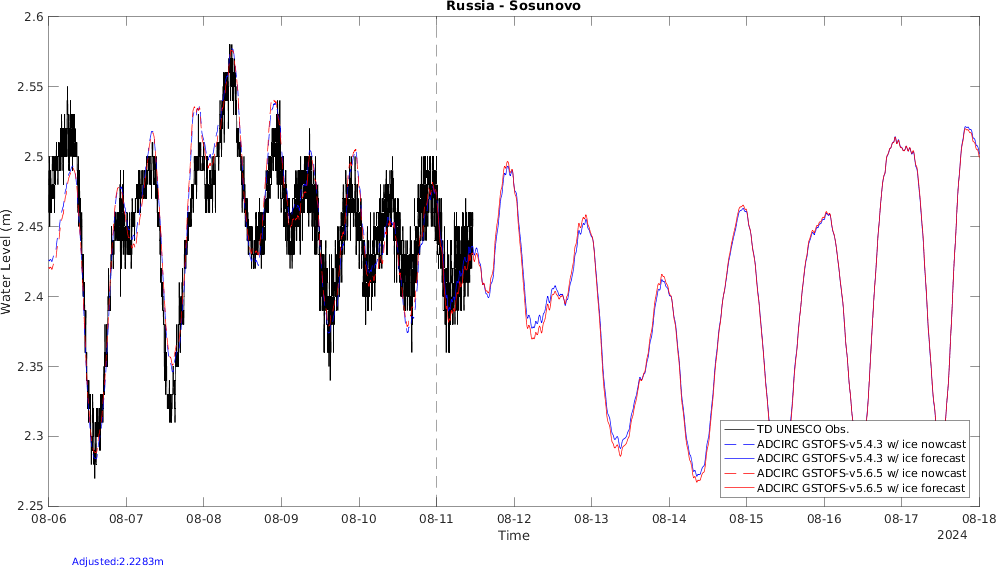 Russia - Sosunovo
2.6
2.55
2.5
2.45
2.4
2.35
2.3
2.25
Water Level (m)
TD UNESCO Obs.
ADCIRC GSTOFS-v5.4.3 w/ ice nowcast
ADCIRC GSTOFS-v5.4.3 w/ ice forecast
ADCIRC GSTOFS-v5.6.5 w/ ice nowcast
ADCIRC GSTOFS-v5.6.5 w/ ice forecast
08-06 08-07 08-08 08-09 08-10 08-11 08-12 08-13 08-14 08-15 08-16 08-17 08-18
Time
2024
Adjusted:2.2283m